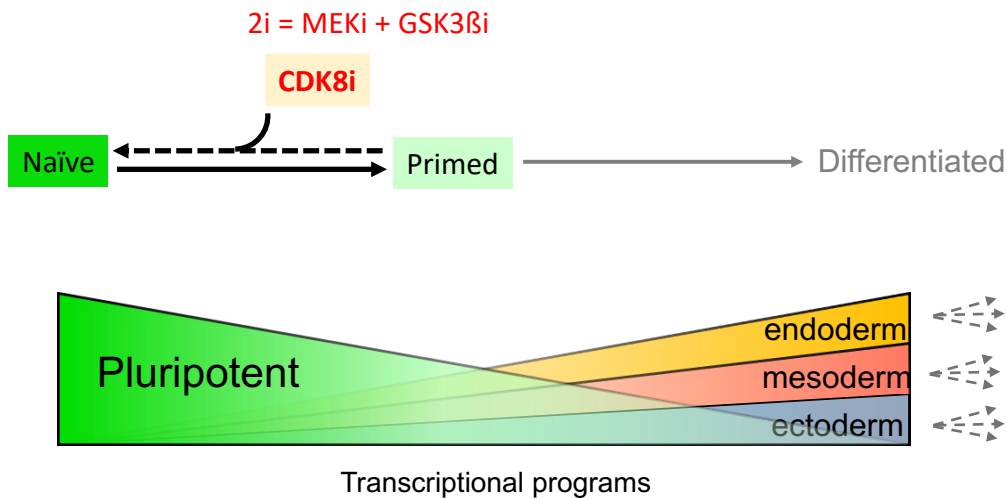 2i = MEKi + GSK3ßi
CDK8i
Naïve
Primed
Differentiated
Pluripotent
endoderm
mesoderm
ectoderm
Transcriptional programs